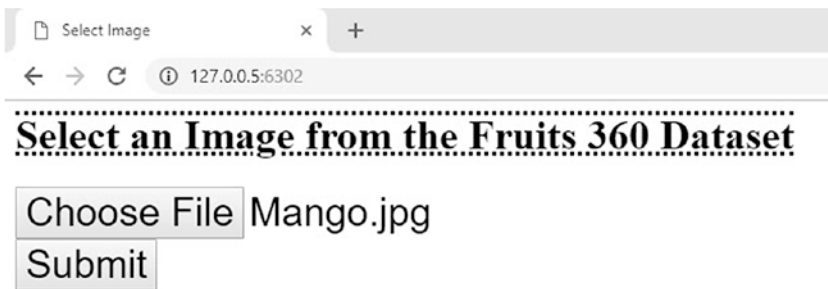 Select Image
127.0.0.5:6302
Select an Image from the Fruits 360 Dataset
Choose File Mango.jpg
Submit